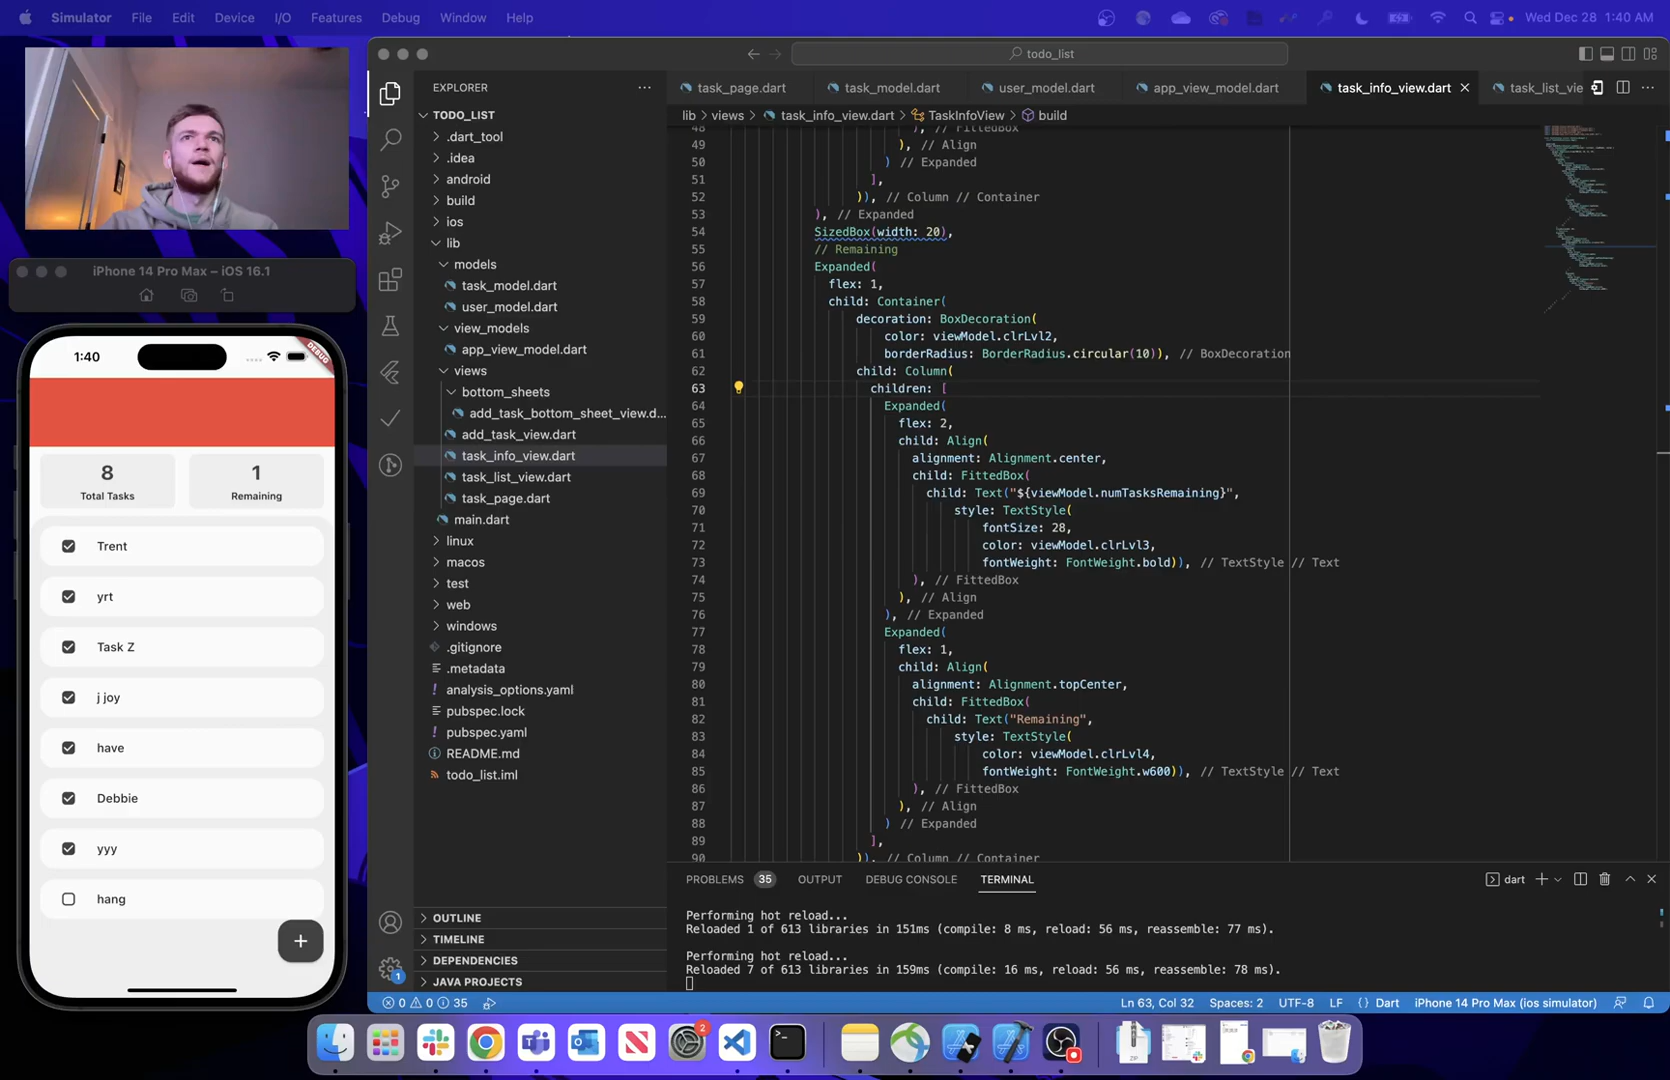 Simulator File Edit Device I/O Features Debug Window Help Wed Dec 28 1:40 AM
todo_list
iPhone 14 Pro Max – iOS 16.1
1:40
DEBUG
8
Total Tasks
1
Remaining
Trent
yrt
Task Z
j joy
have
Debbie
yyy
hang
+
EXPLORER
TODO_LIST
.dart_tool
.idea
android
build
ios
lib
models
task_model.dart
user_model.dart
view_models
app_view_model.dart
views
bottom_sheets
add_task_bottom_sheet_view.d...
add_task_view.dart
task_info_view.dart
task_list_view.dart
task_page.dart
main.dart
linux
macos
test
web
windows
.gitignore
.metadata
analysis_options.yaml
pubspec.lock
pubspec.yaml
README.md
todo_list.iml
OUTLINE
TIMELINE
DEPENDENCIES
JAVA PROJECTS
task_page.dart task_model.dart user_model.dart app_view_model.dart task_info_view.dart task_list_vie
lib > views > task_info_view.dart > TaskInfoView > build
48 ), // FittedBox
49 ), // Align
50 ) // Expanded
51 ],
52 )), // Column // Container
53 ), // Expanded
54 SizedBox(width: 20),
55 // Remaining
56 Expanded(
57 flex: 1,
58 child: Container(
59 decoration: BoxDecoration(
60 color: viewModel.clrLvl2,
61 borderRadius: BorderRadius.circular(10)), // BoxDecoration
62 child: Column(
63 children: [
64 Expanded(
65 flex: 2,
66 child: Align(
67 alignment: Alignment.center,
68 child: FittedBox(
69 child: Text("${viewModel.numTasksRemaining}",
70 style: TextStyle(
71 fontSize: 28,
72 color: viewModel.clrLvl3,
73 fontWeight: FontWeight.bold)), // TextStyle // Text
74 ), // FittedBox
75 ), // Align
76 ), // Expanded
77 Expanded(
78 flex: 1,
79 child: Align(
80 alignment: Alignment.topCenter,
81 child: FittedBox(
82 child: Text("Remaining",
83 style: TextStyle(
84 color: viewModel.clrLvl4,
85 fontWeight: FontWeight.w600)), // TextStyle // Text
86 ), // FittedBox
87 ), // Align
88 ) // Expanded
89 ],
90 )), // Column // Container
PROBLEMS 35 OUTPUT DEBUG CONSOLE TERMINAL dart
Performing hot reload...
Reloaded 1 of 613 libraries in 151ms (compile: 8 ms, reload: 56 ms, reassemble: 77 ms).
Performing hot reload...
Reloaded 7 of 613 libraries in 159ms (compile: 16 ms, reload: 56 ms, reassemble: 78 ms).
1
0 0 35 Ln 63, Col 32 Spaces: 2 UTF-8 LF { } Dart iPhone 14 Pro Max (ios simulator)
2
ZIP